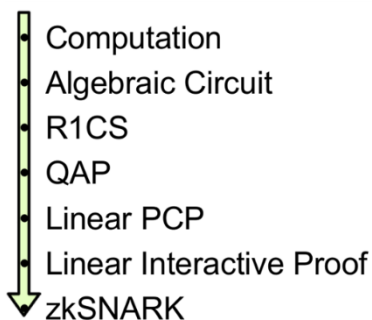 Computation
Algebraic Circuit
R1CS
QAP
Linear PCP
Linear Interactive Proof
zkSNARK